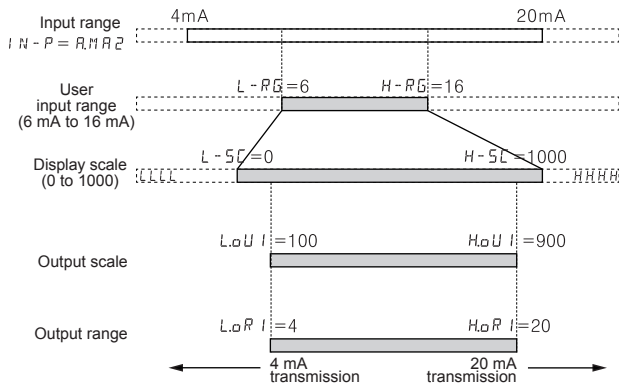 Input range
IN-P=A.MA2
4mA
20mA
User
input range
(6 mA to 16 mA)
L-RG=6
H-RG=16
Display scale
(0 to 1000)
L-SC=0
H-SC=1000
LLLL
HHHH
Output scale
L.oU1=100
H.oU1=900
Output range
L.oR1=4
H.oR1=20
4 mA
transmission
20 mA
transmission